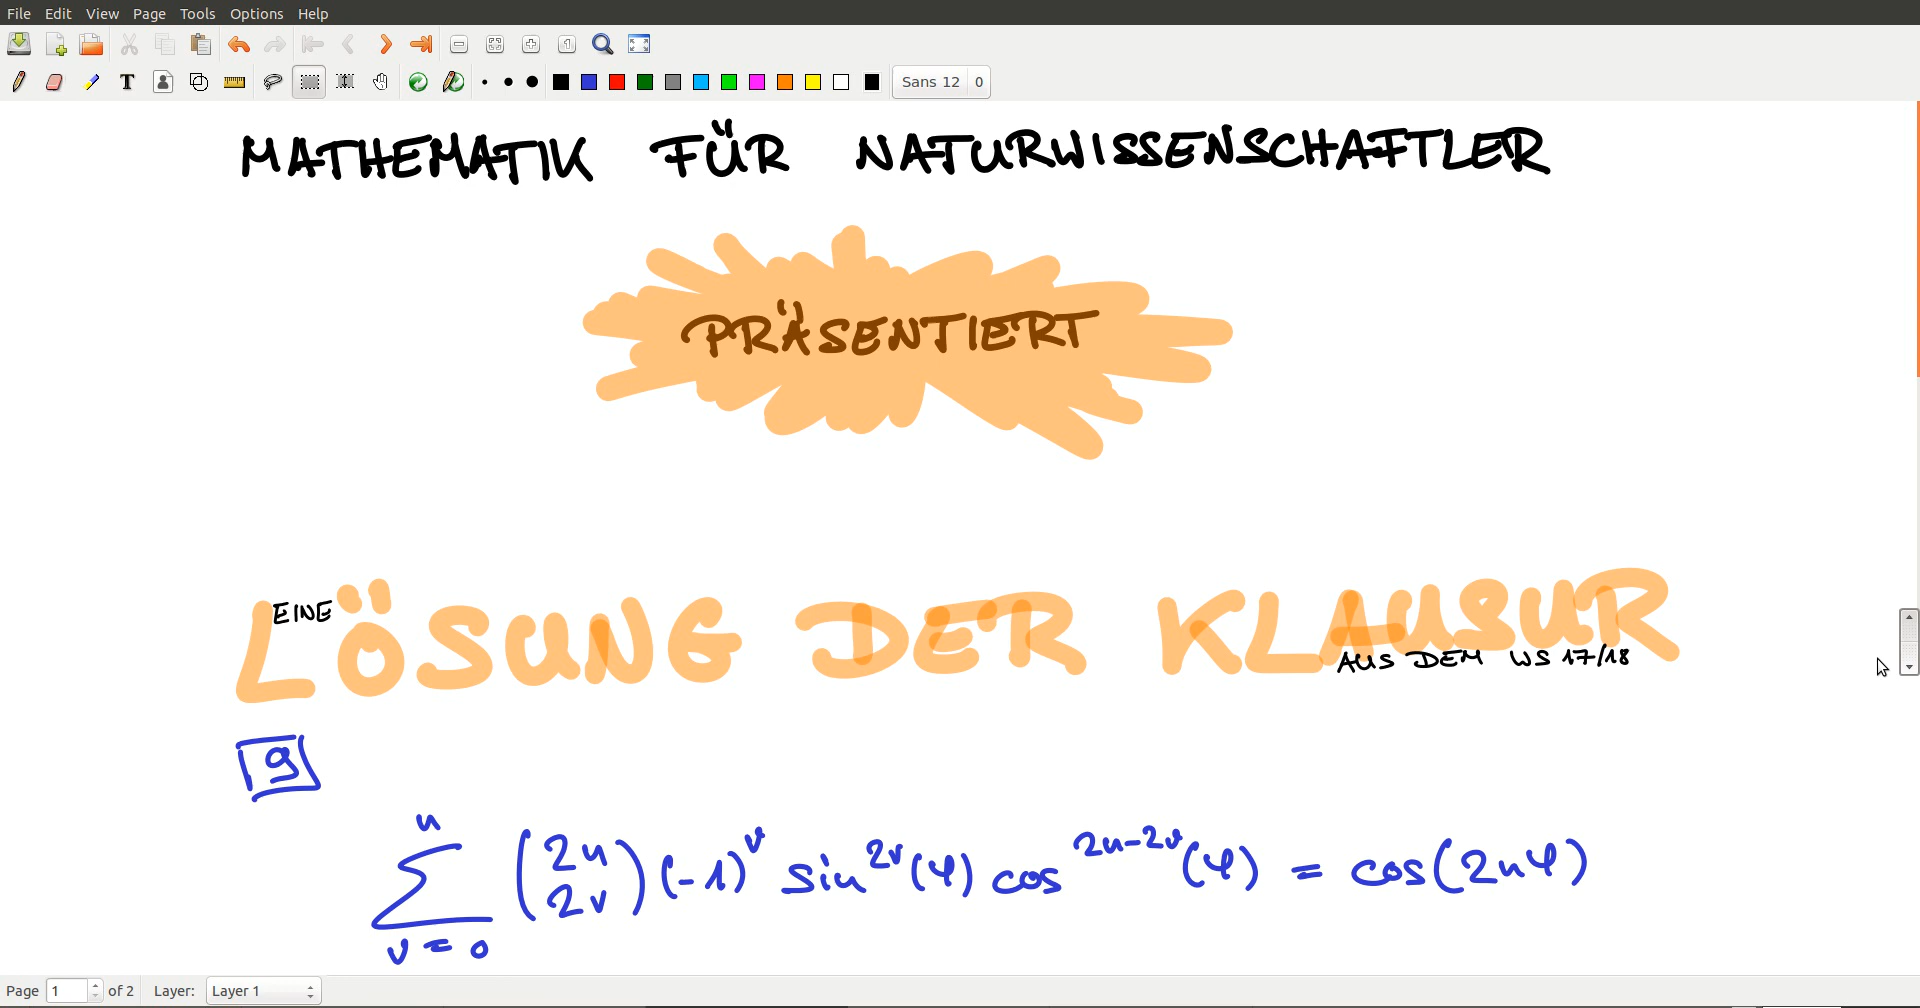 File Edit View Page Tools Options Help
Sans 12 0
MATHEMATIK FÜR NATURWISSENSCHAFTLER
PRÄSENTIERT
EINE
LÖSUNG DER KLAUSUR
AUS DEM WS 17/18
9
∑_{ν=0}^{n} (2n über 2ν) (-1)^ν sin^{2ν}(φ) cos^{2n-2ν}(φ) = cos(2nφ)
Page 1 of 2 Layer: Layer 1